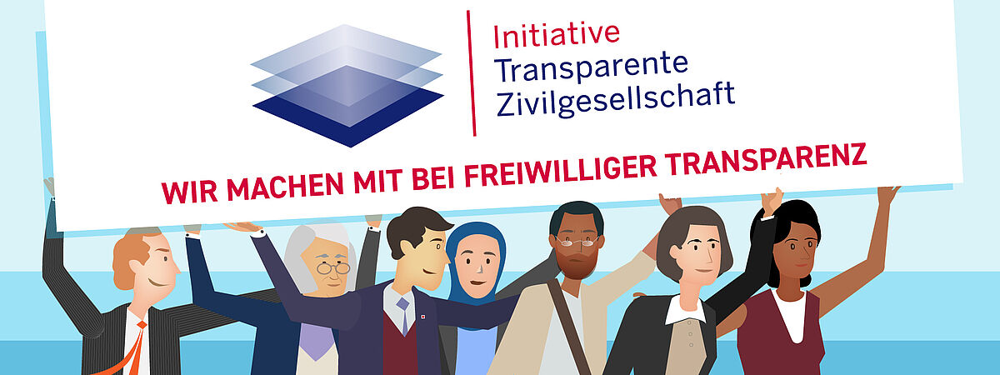 Initiative
Transparente
Zivilgesellschaft
WIR MACHEN MIT BEI FREIWILLIGER TRANSPARENZ